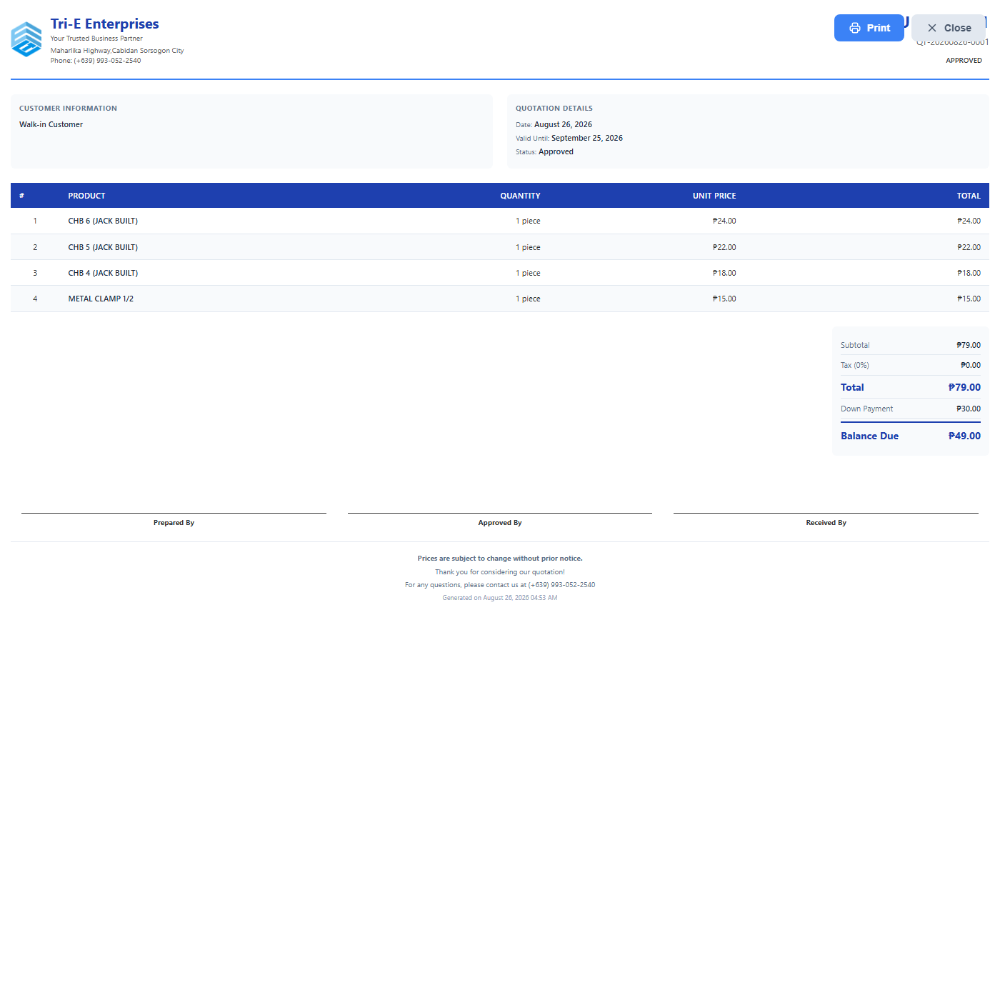 Tri-E Enterprises
Your Trusted Business Partner
Maharlika Highway,Cabidan Sorsogon City
Phone: (+639) 993-052-2540
Print
Close
QT-20260826-0001
APPROVED
CUSTOMER INFORMATION
Walk-in Customer
QUOTATION DETAILS
Date: August 26, 2026
Valid Until: September 25, 2026
Status: Approved
# PRODUCT QUANTITY UNIT PRICE TOTAL
1 CHB 6 (JACK BUILT) 1 piece ₱24.00 ₱24.00
2 CHB 5 (JACK BUILT) 1 piece ₱22.00 ₱22.00
3 CHB 4 (JACK BUILT) 1 piece ₱18.00 ₱18.00
4 METAL CLAMP 1/2 1 piece ₱15.00 ₱15.00
Subtotal ₱79.00
Tax (0%) ₱0.00
Total ₱79.00
Down Payment ₱30.00
Balance Due ₱49.00
Prepared By
Approved By
Received By
Prices are subject to change without prior notice.
Thank you for considering our quotation!
For any questions, please contact us at (+639) 993-052-2540
Generated on August 26, 2026 04:53 AM